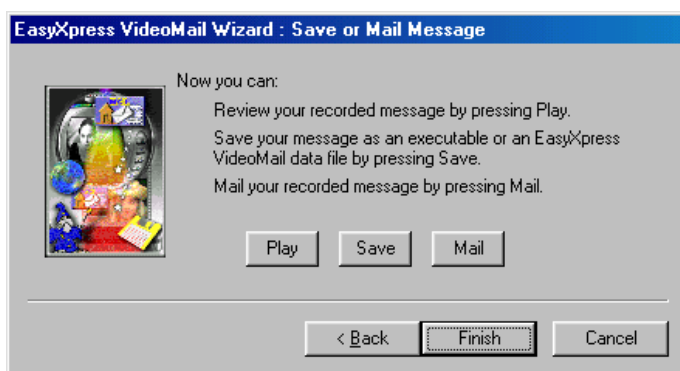 EasyXpress VideoMail Wizard : Save or Mail Message
Now you can:
Review your recorded message by pressing Play.
Save your message as an executable or an EasyXpress
VideoMail data file by pressing Save.
Mail your recorded message by pressing Mail.
Play Save Mail
< Back Finish Cancel